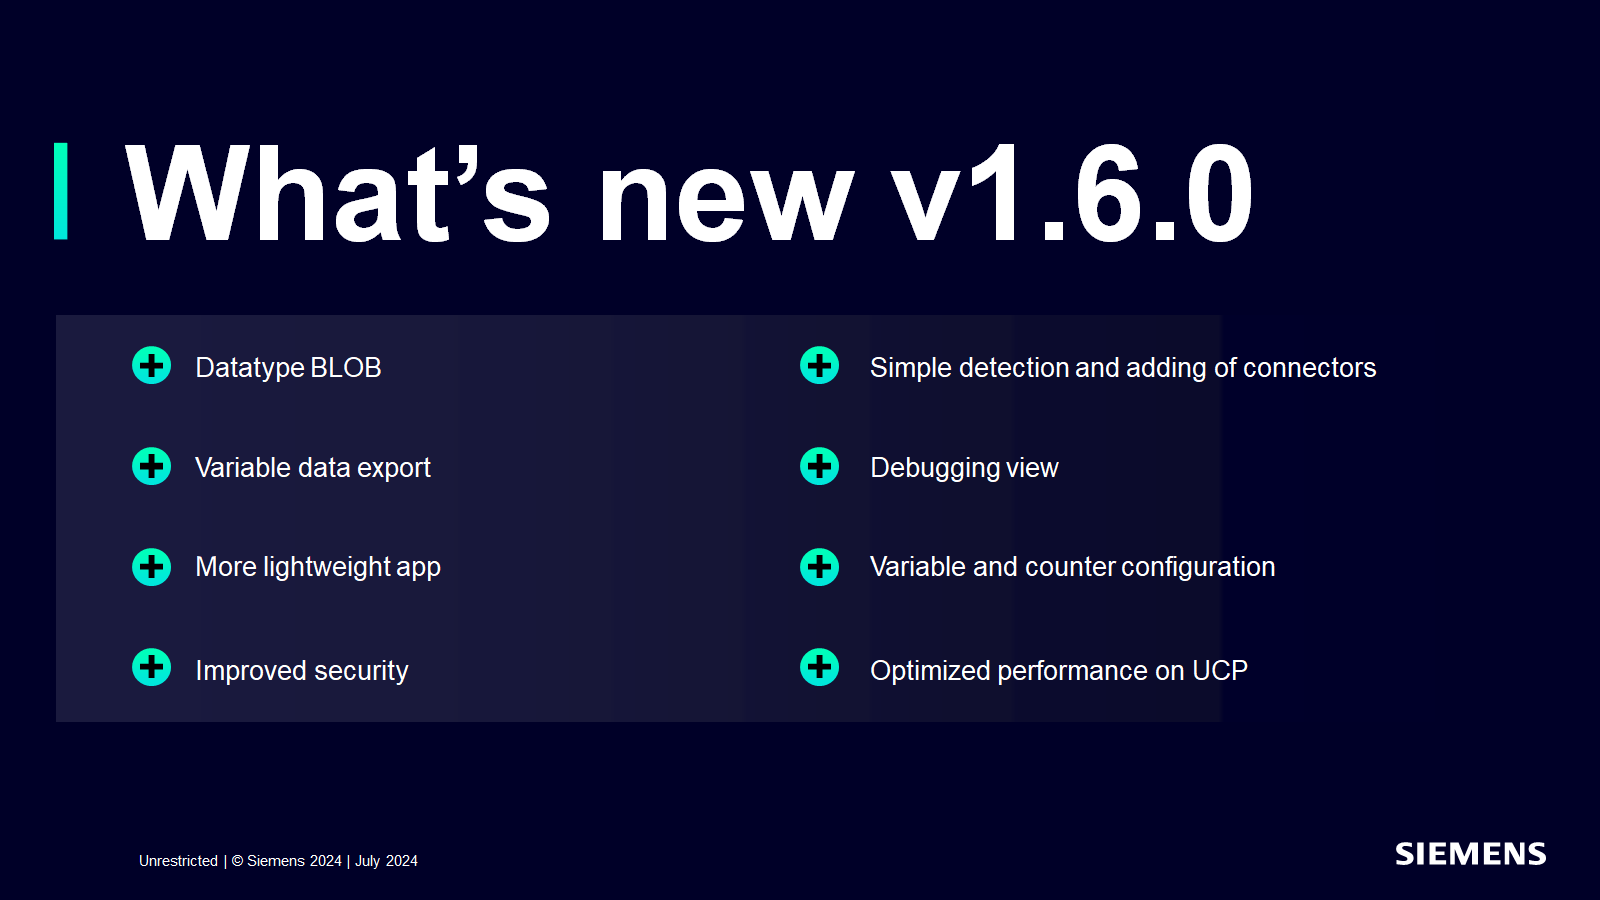 What’s new v1.6.0
Datatype BLOB
Variable data export
More lightweight app
Improved security
Simple detection and adding of connectors
Debugging view
Variable and counter configuration
Optimized performance on UCP
Unrestricted | © Siemens 2024 | July 2024
SIEMENS